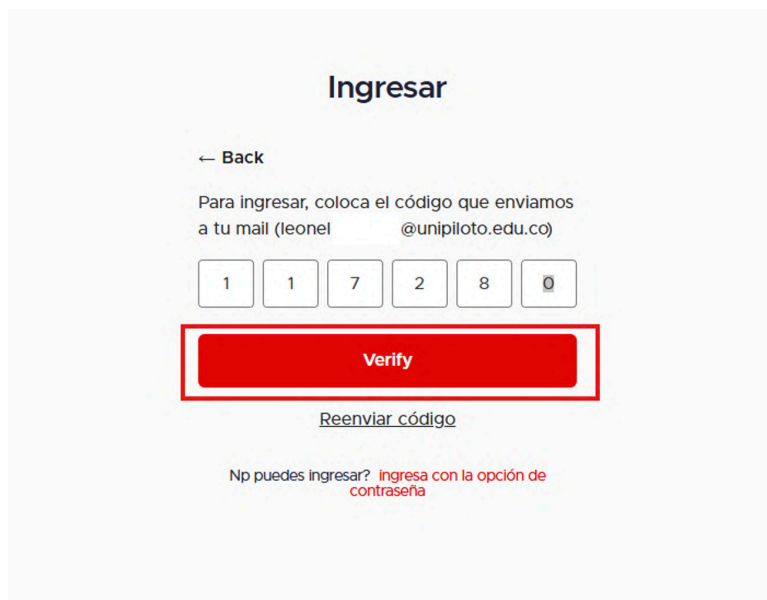 Ingresar
← Back
Para ingresar, coloca el código que enviamos
a tu mail (leonel @unipiloto.edu.co)
1 1 7 2 8 0
Verify
Reenviar código
Np puedes ingresar? ingresa con la opción de
contraseña